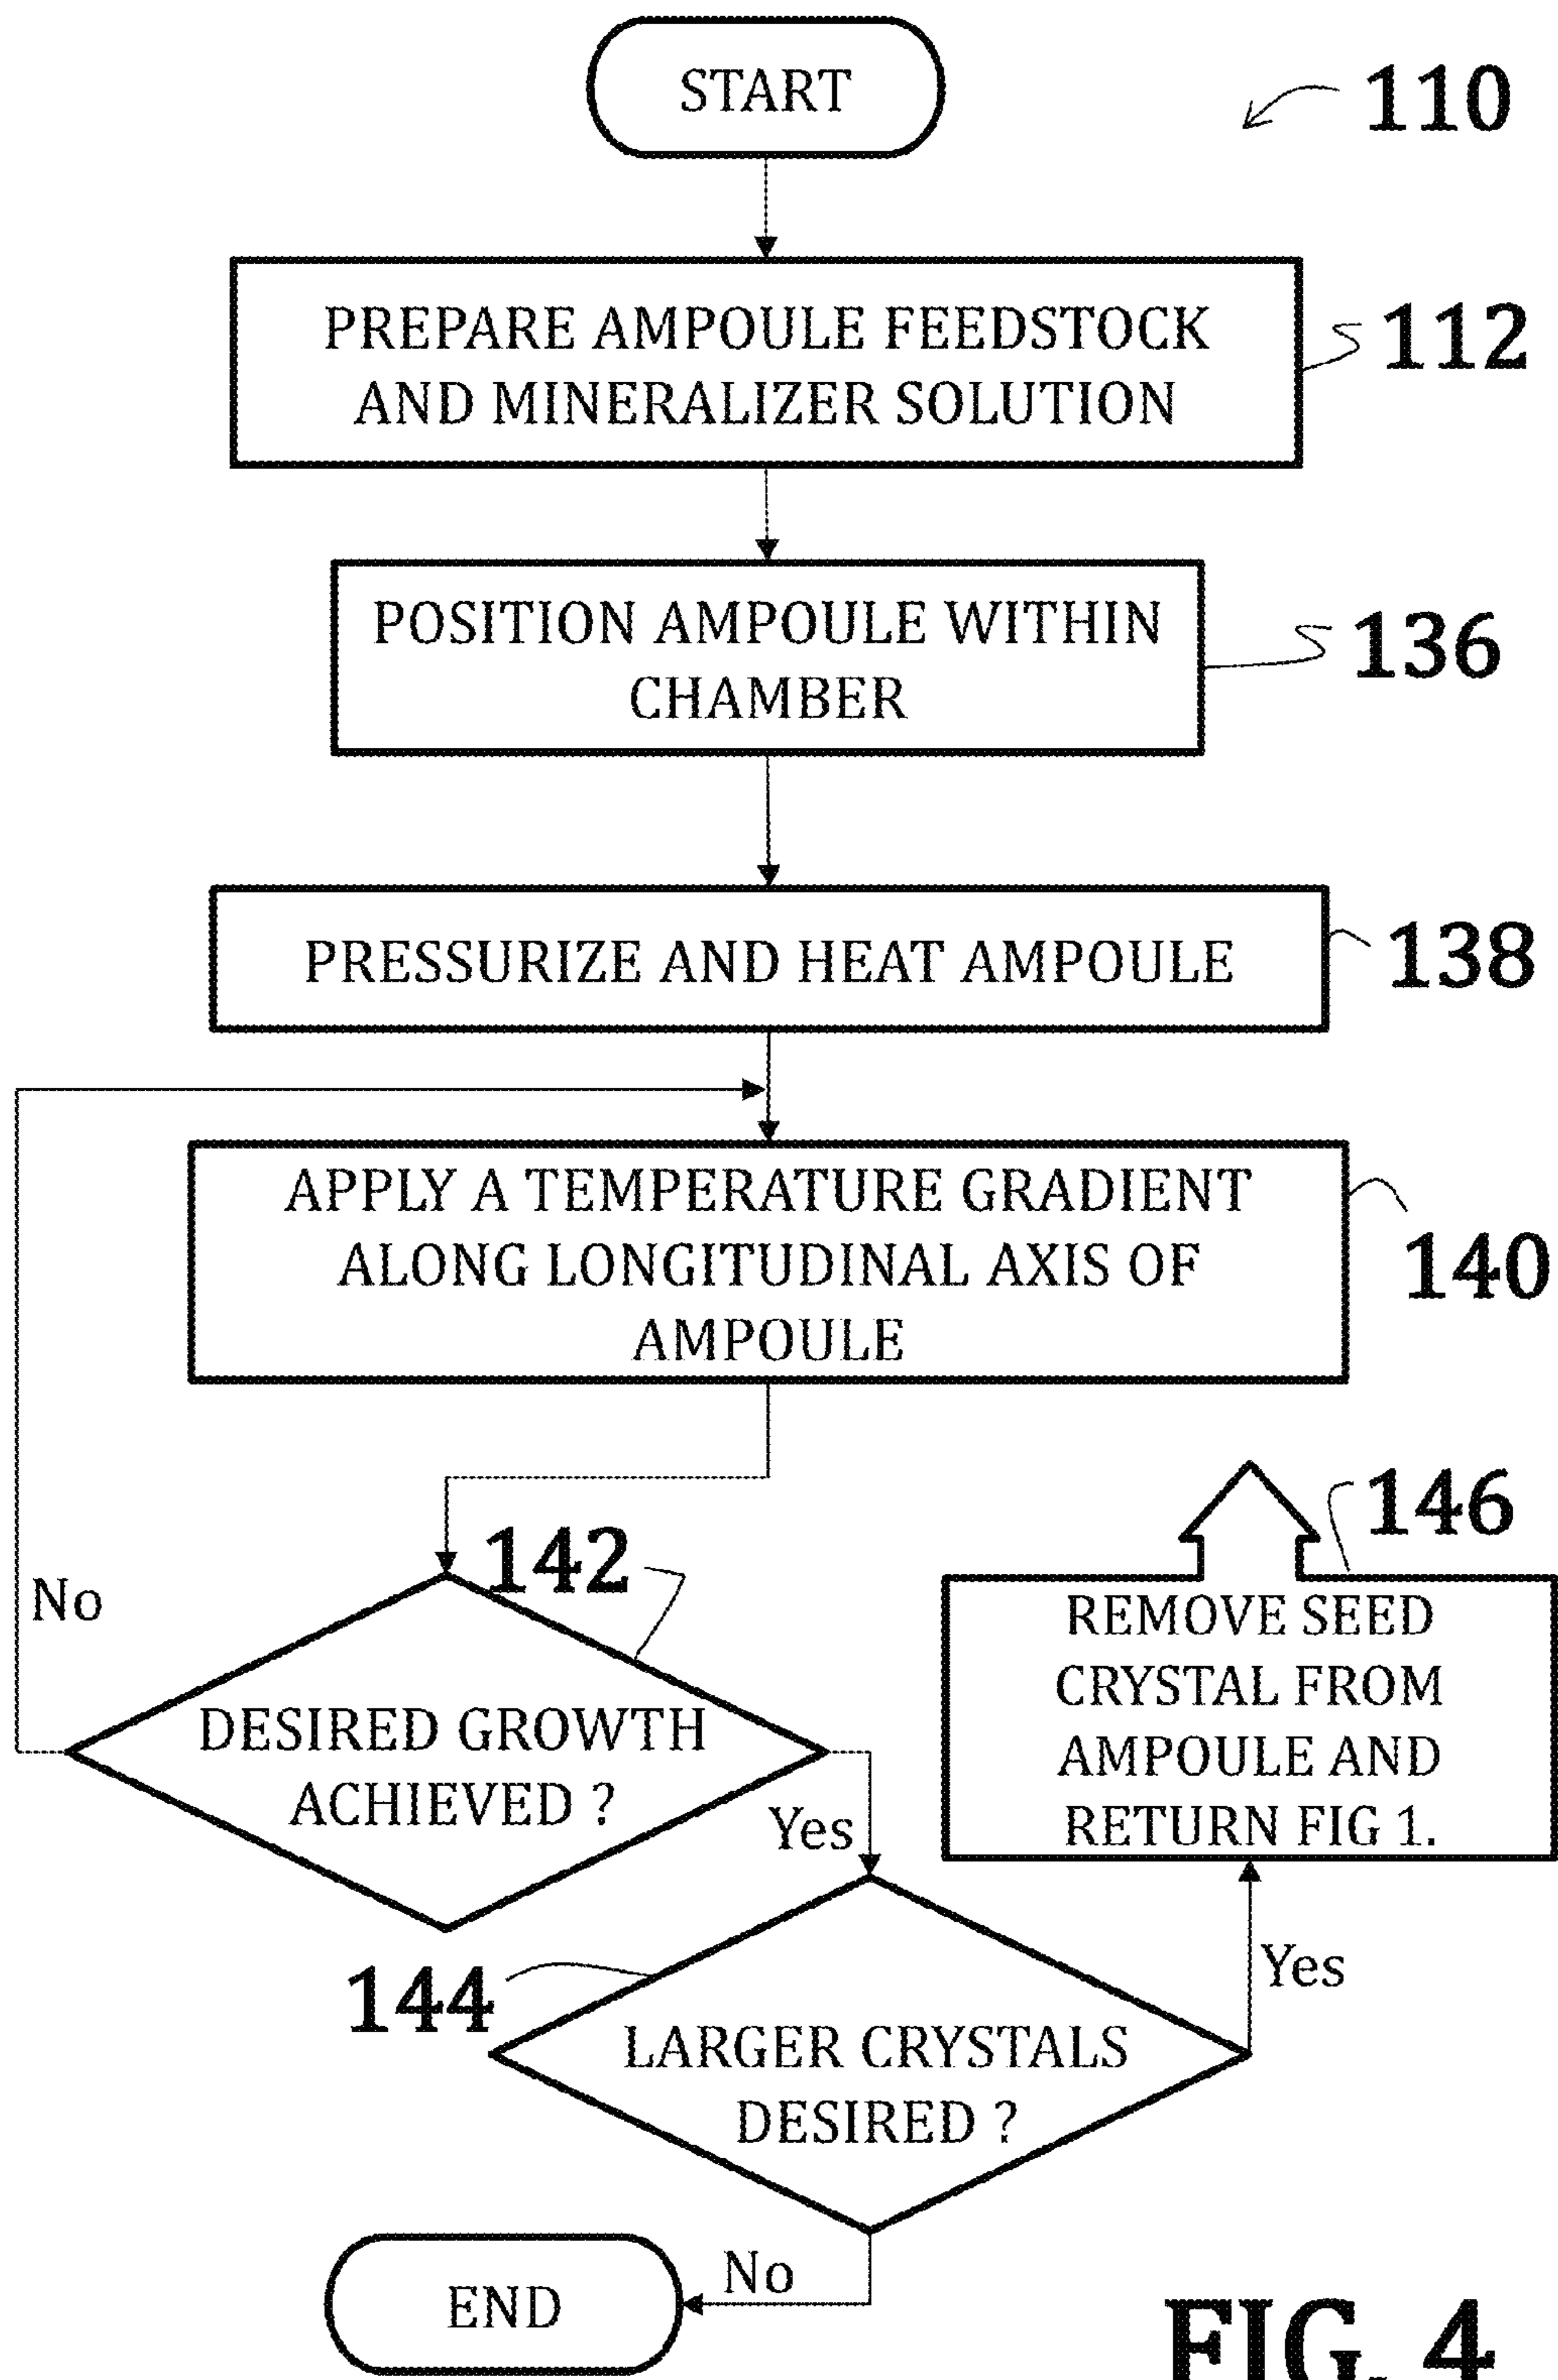 START
110
PREPARE AMPOULE FEEDSTOCK
AND MINERALIZER SOLUTION
112
POSITION AMPOULE WITHIN
CHAMBER
136
PRESSURIZE AND HEAT AMPOULE
138
APPLY A TEMPERATURE GRADIENT
ALONG LONGITUDINAL AXIS OF
AMPOULE
140
142
No
DESIRED GROWTH
ACHIEVED ?
Yes
146
REMOVE SEED
CRYSTAL FROM
AMPOULE AND
RETURN FIG 1.
144
LARGER CRYSTALS
DESIRED ?
Yes
No
END
FIG. 4